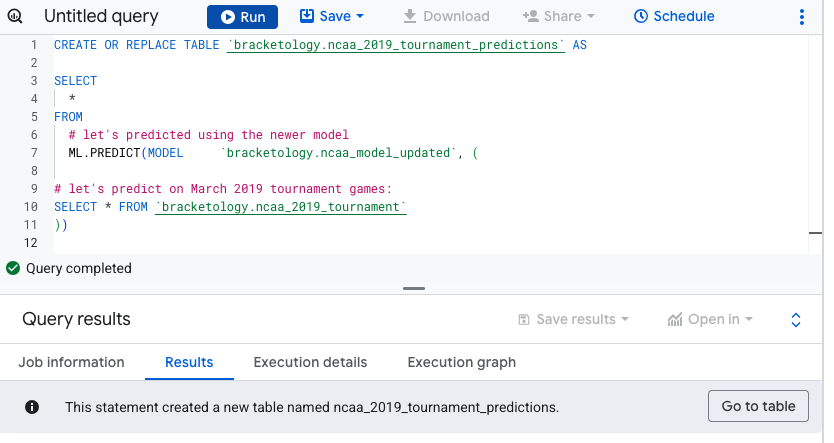 Untitled query Run Save Download Share Schedule
1 CREATE OR REPLACE TABLE `bracketology.ncaa_2019_tournament_predictions` AS
2
3 SELECT
4 *
5 FROM
6 # let's predicted using the newer model
7 ML.PREDICT(MODEL `bracketology.ncaa_model_updated`, (
8
9 # let's predict on March 2019 tournament games:
10 SELECT * FROM `bracketology.ncaa_2019_tournament`
11 ))
12
Query completed
Query results Save results Open in
Job information Results Execution details Execution graph
This statement created a new table named ncaa_2019_tournament_predictions. Go to table